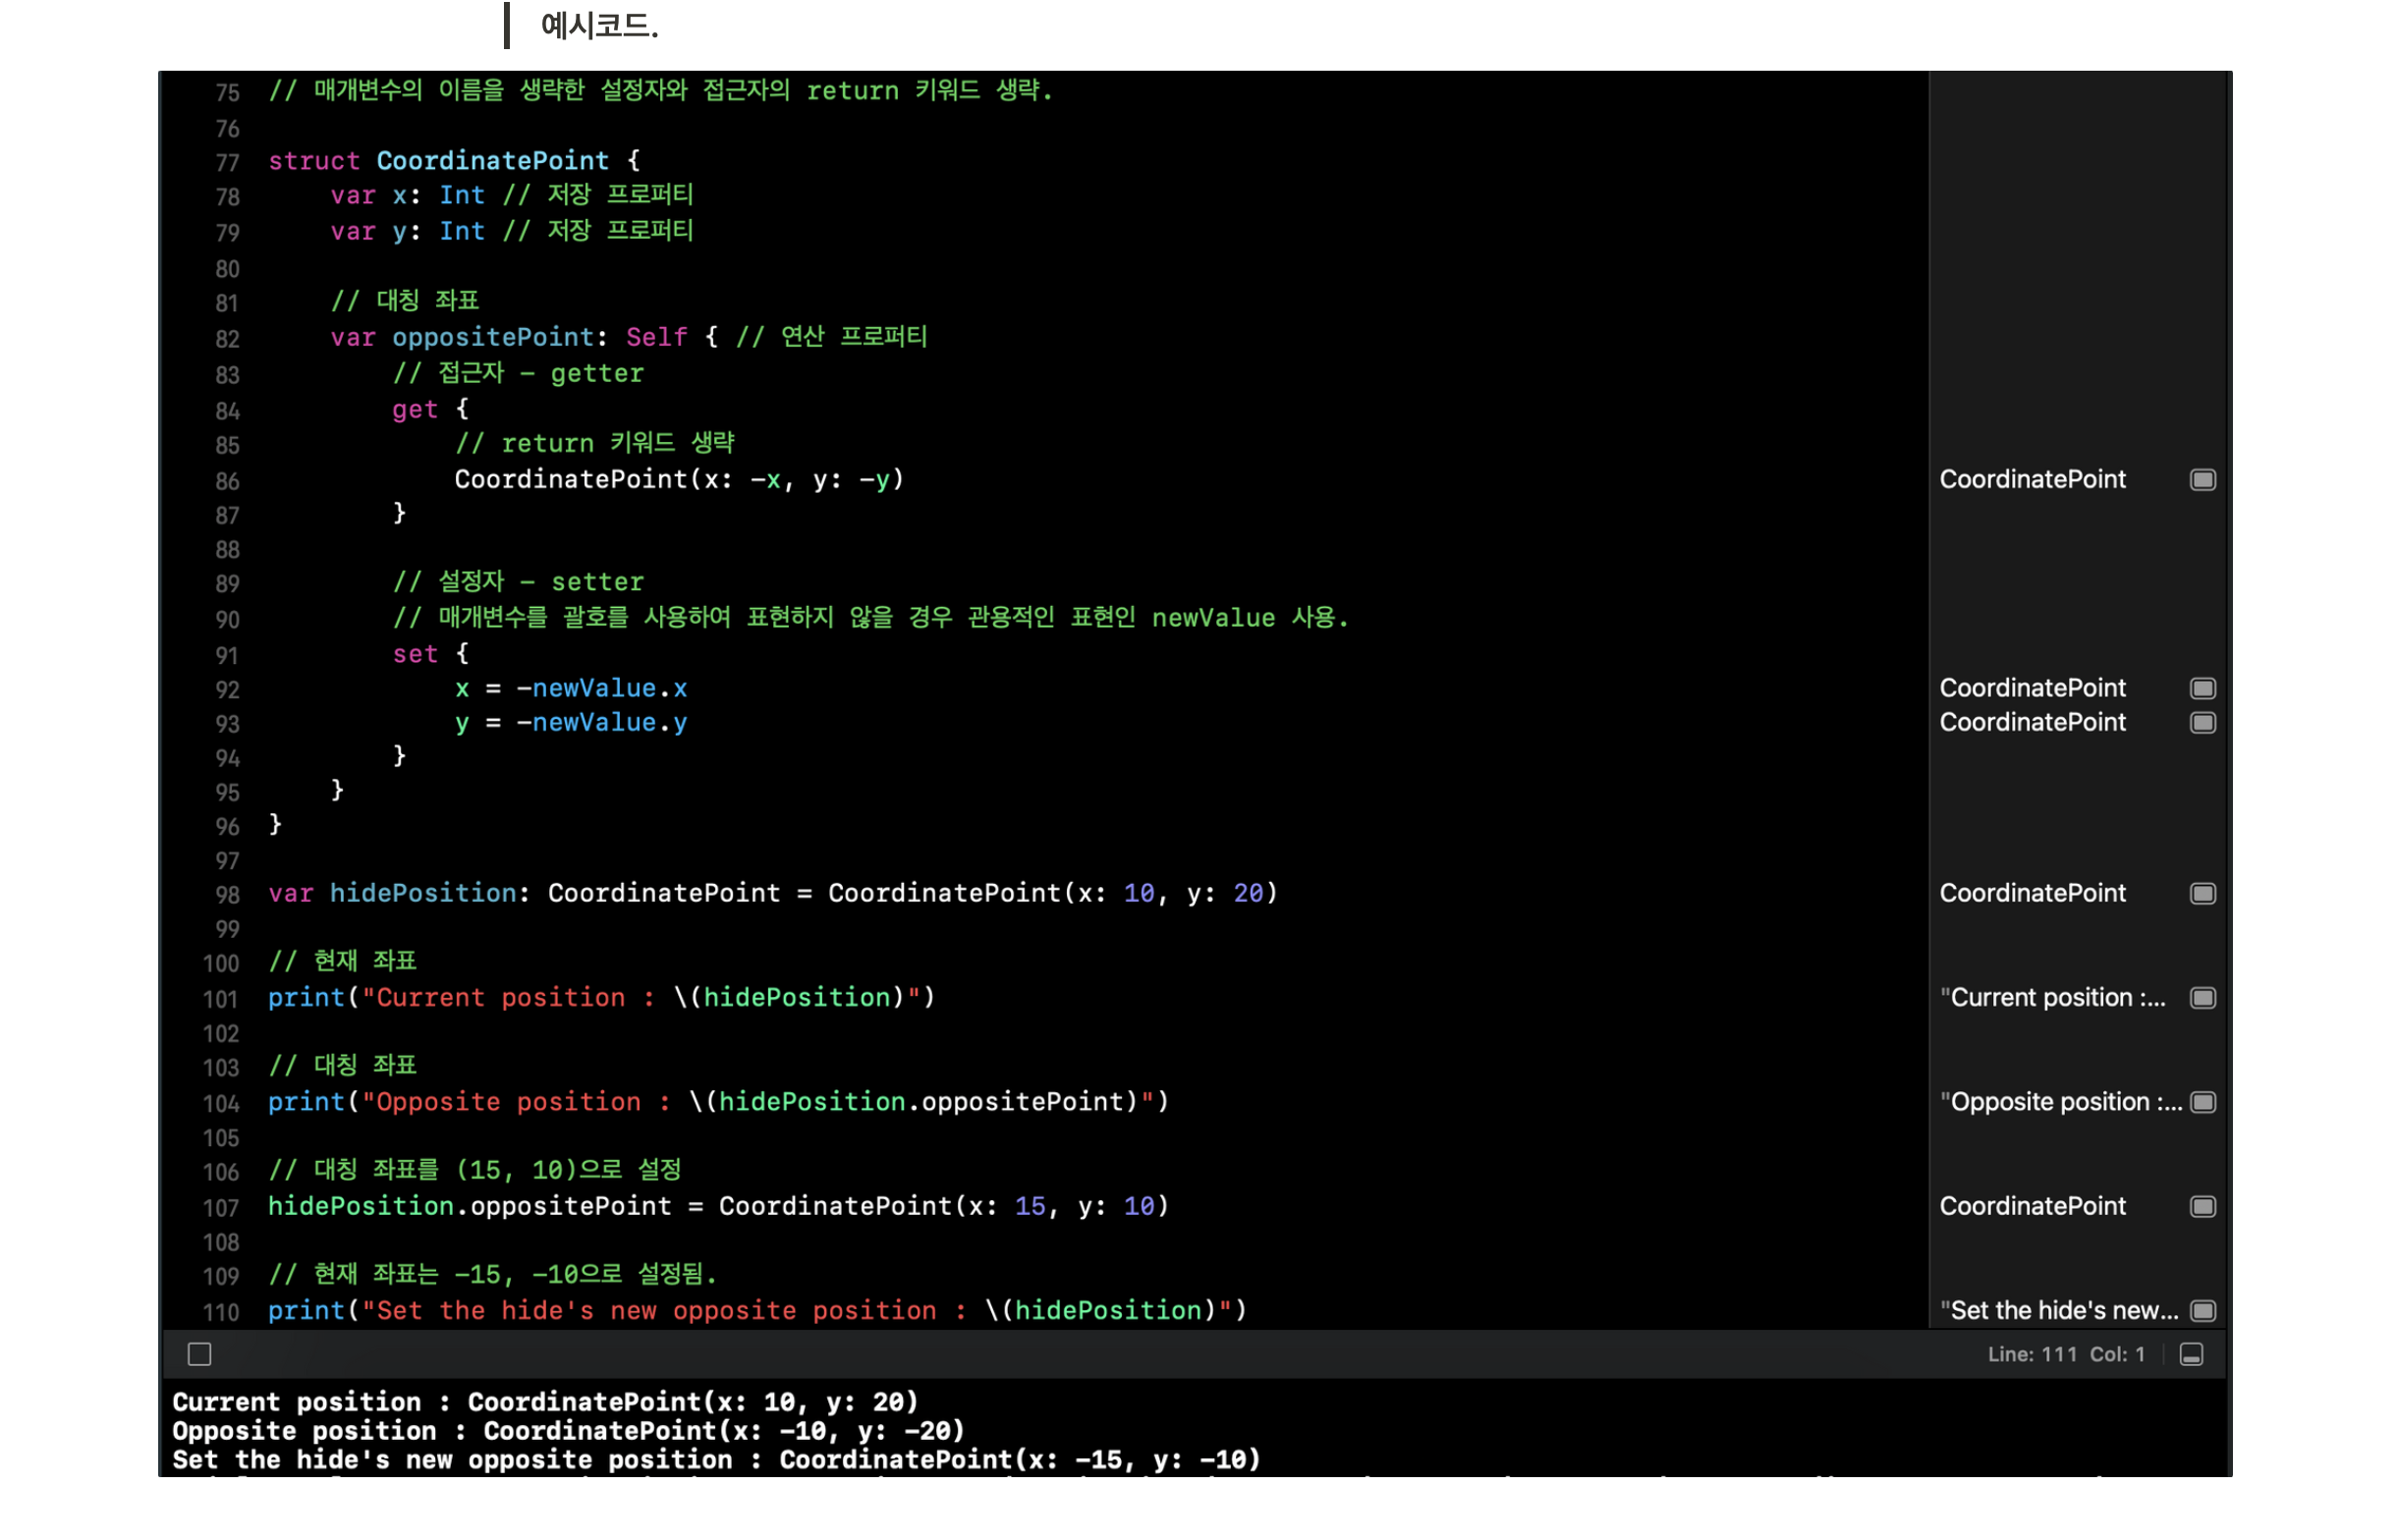 예시코드.
75 // 매개변수의 이름을 생략한 설정자와 접근자의 return 키워드 생략.
76
77 struct CoordinatePoint {
78     var x: Int // 저장 프로퍼티
79     var y: Int // 저장 프로퍼티
80
81     // 대칭 좌표
82     var oppositePoint: Self { // 연산 프로퍼티
83         // 접근자 – getter
84         get {
85             // return 키워드 생략
86             CoordinatePoint(x: -x, y: -y) CoordinatePoint
87         }
88
89         // 설정자 – setter
90         // 매개변수를 괄호를 사용하여 표현하지 않을 경우 관용적인 표현인 newValue 사용.
91         set {
92             x = -newValue.x CoordinatePoint
93             y = -newValue.y CoordinatePoint
94         }
95     }
96 }
97
98 var hidePosition: CoordinatePoint = CoordinatePoint(x: 10, y: 20) CoordinatePoint
99
100 // 현재 좌표
101 print("Current position : \(hidePosition)") "Current position :...
102
103 // 대칭 좌표
104 print("Opposite position : \(hidePosition.oppositePoint)") "Opposite position :...
105
106 // 대칭 좌표를 (15, 10)으로 설정
107 hidePosition.oppositePoint = CoordinatePoint(x: 15, y: 10) CoordinatePoint
108
109 // 현재 좌표는 -15, -10으로 설정됨.
110 print("Set the hide's new opposite position : \(hidePosition)") "Set the hide's new...
Line: 111 Col: 1
Current position : CoordinatePoint(x: 10, y: 20)
Opposite position : CoordinatePoint(x: -10, y: -20)
Set the hide's new opposite position : CoordinatePoint(x: -15, y: -10)